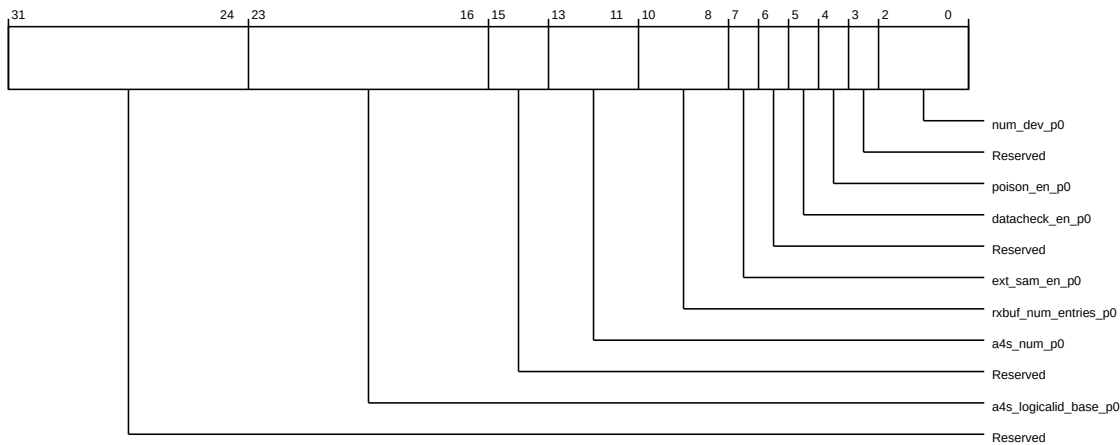 31 24 23 16 15 13 11 10 8 7 6 5 4 3 2 0
num_dev_p0
Reserved
poison_en_p0
datacheck_en_p0
Reserved
ext_sam_en_p0
rxbuf_num_entries_p0
a4s_num_p0
Reserved
a4s_logicalid_base_p0
Reserved